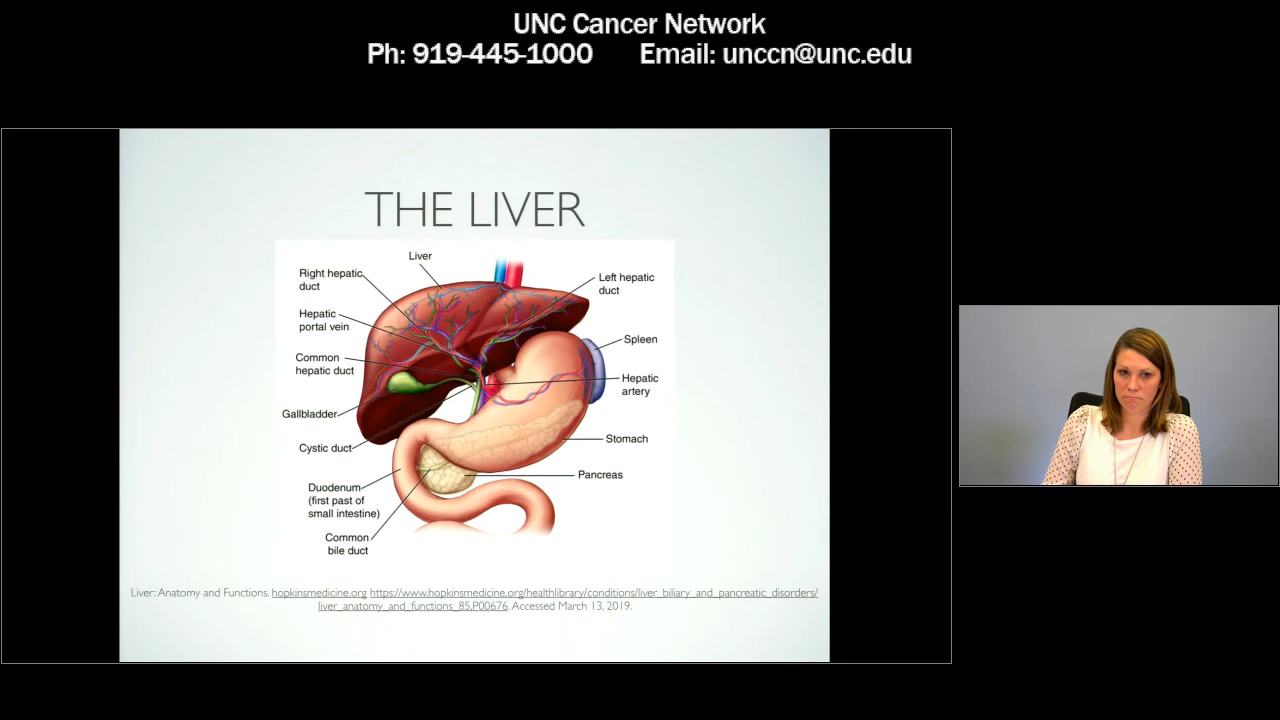 UNC Cancer Network
Ph: 919-445-1000 Email: unccn@unc.edu
THE LIVER
Liver
Right hepatic
duct
Left hepatic
duct
Hepatic
portal vein
Spleen
Common
hepatic duct
Hepatic
artery
Gallbladder
Cystic duct
Stomach
Pancreas
Duodenum
(first past of
small intestine)
Common
bile duct
Liver: Anatomy and Functions. hopkinsmedicine.org https://www.hopkinsmedicine.org/healthlibrary/conditions/liver_biliary_and_pancreatic_disorders/
liver_anatomy_and_functions_85,P00676. Accessed March 13, 2019.